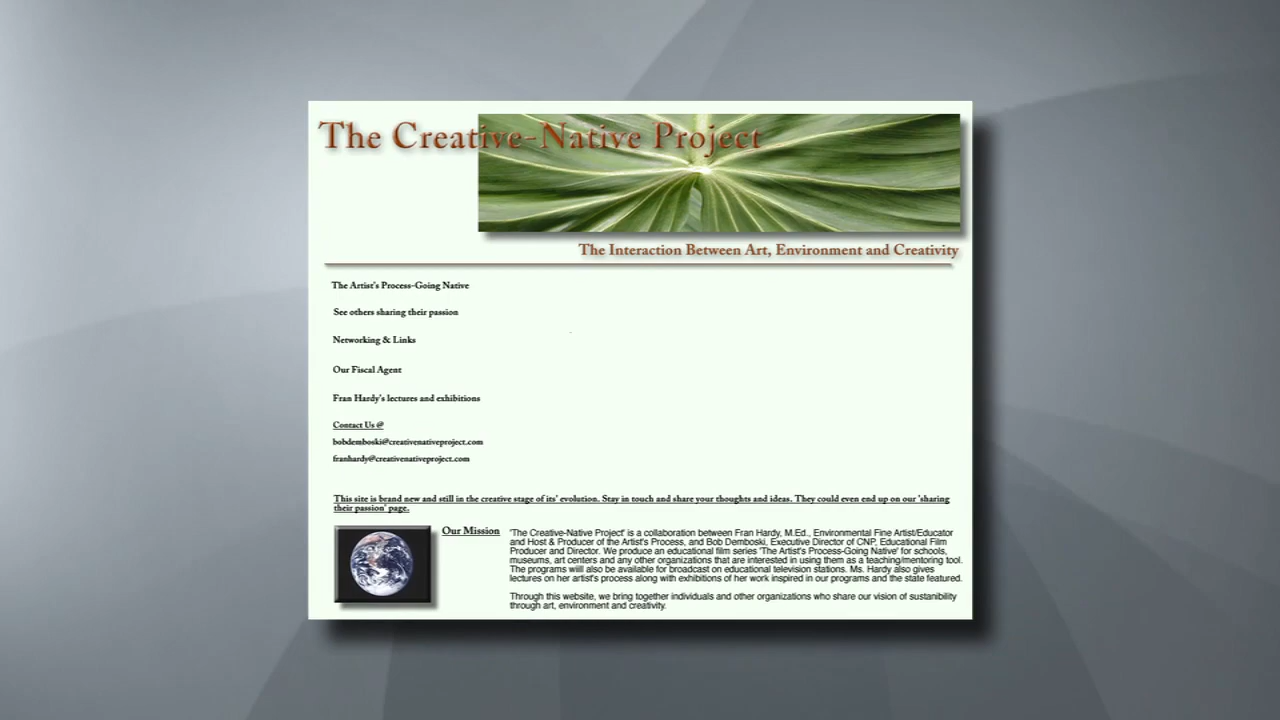 The Creative-Native Project
The Interaction Between Art, Environment and Creativity
The Artist's Process-Going Native
See others sharing their passion
Networking & Links
Our Fiscal Agent
Fran Hardy's lectures and exhibitions
Contact Us @
bobdemboski@creativenativeproject.com
franhardy@creativenativeproject.com
This site is brand new and still in the creative stage of its' evolution. Stay in touch and share your thoughts and ideas. They could even end up on our 'sharing
their passion' page.
Our Mission
'The Creative-Native Project' is a collaboration between Fran Hardy, M.Ed., Environmental Fine Artist/Educator
and Host & Producer of the Artist's Process, and Bob Demboski, Executive Director of CNP, Educational Film
Producer and Director. We produce an educational film series 'The Artist's Process-Going Native' for schools,
museums, art centers and any other organizations that are interested in using them as a teaching/mentoring tool.
The programs wiill also be available for broadcast on educational television stations. Ms. Hardy also gives
lectures on her artist's process along with exhibitions of her work inspired in our programs and the state featured.
Through this website, we bring together individuals and other organizations who share our vision of sustanibility
through art, environment and creativity.